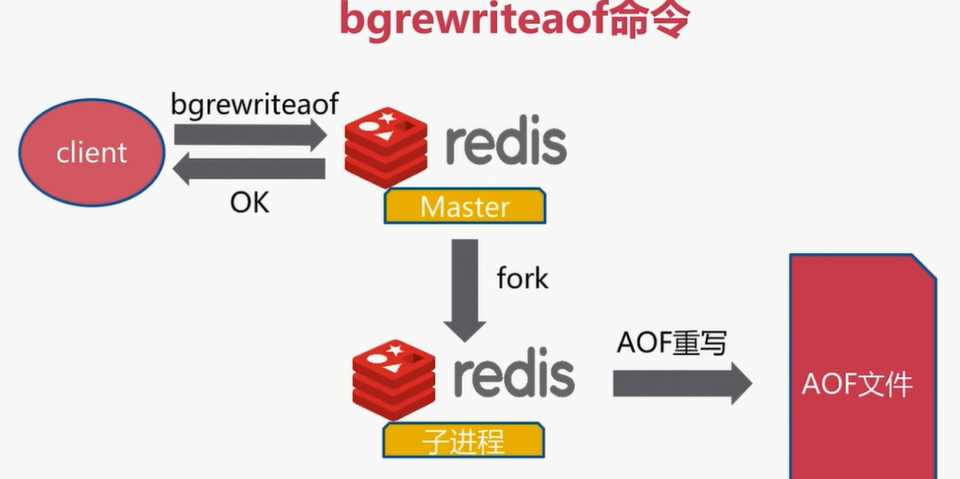 bgrewriteaof命令
bgrewriteaof
client
redis
OK
Master
fork
redis
AOF重写
AOF文件
子进程